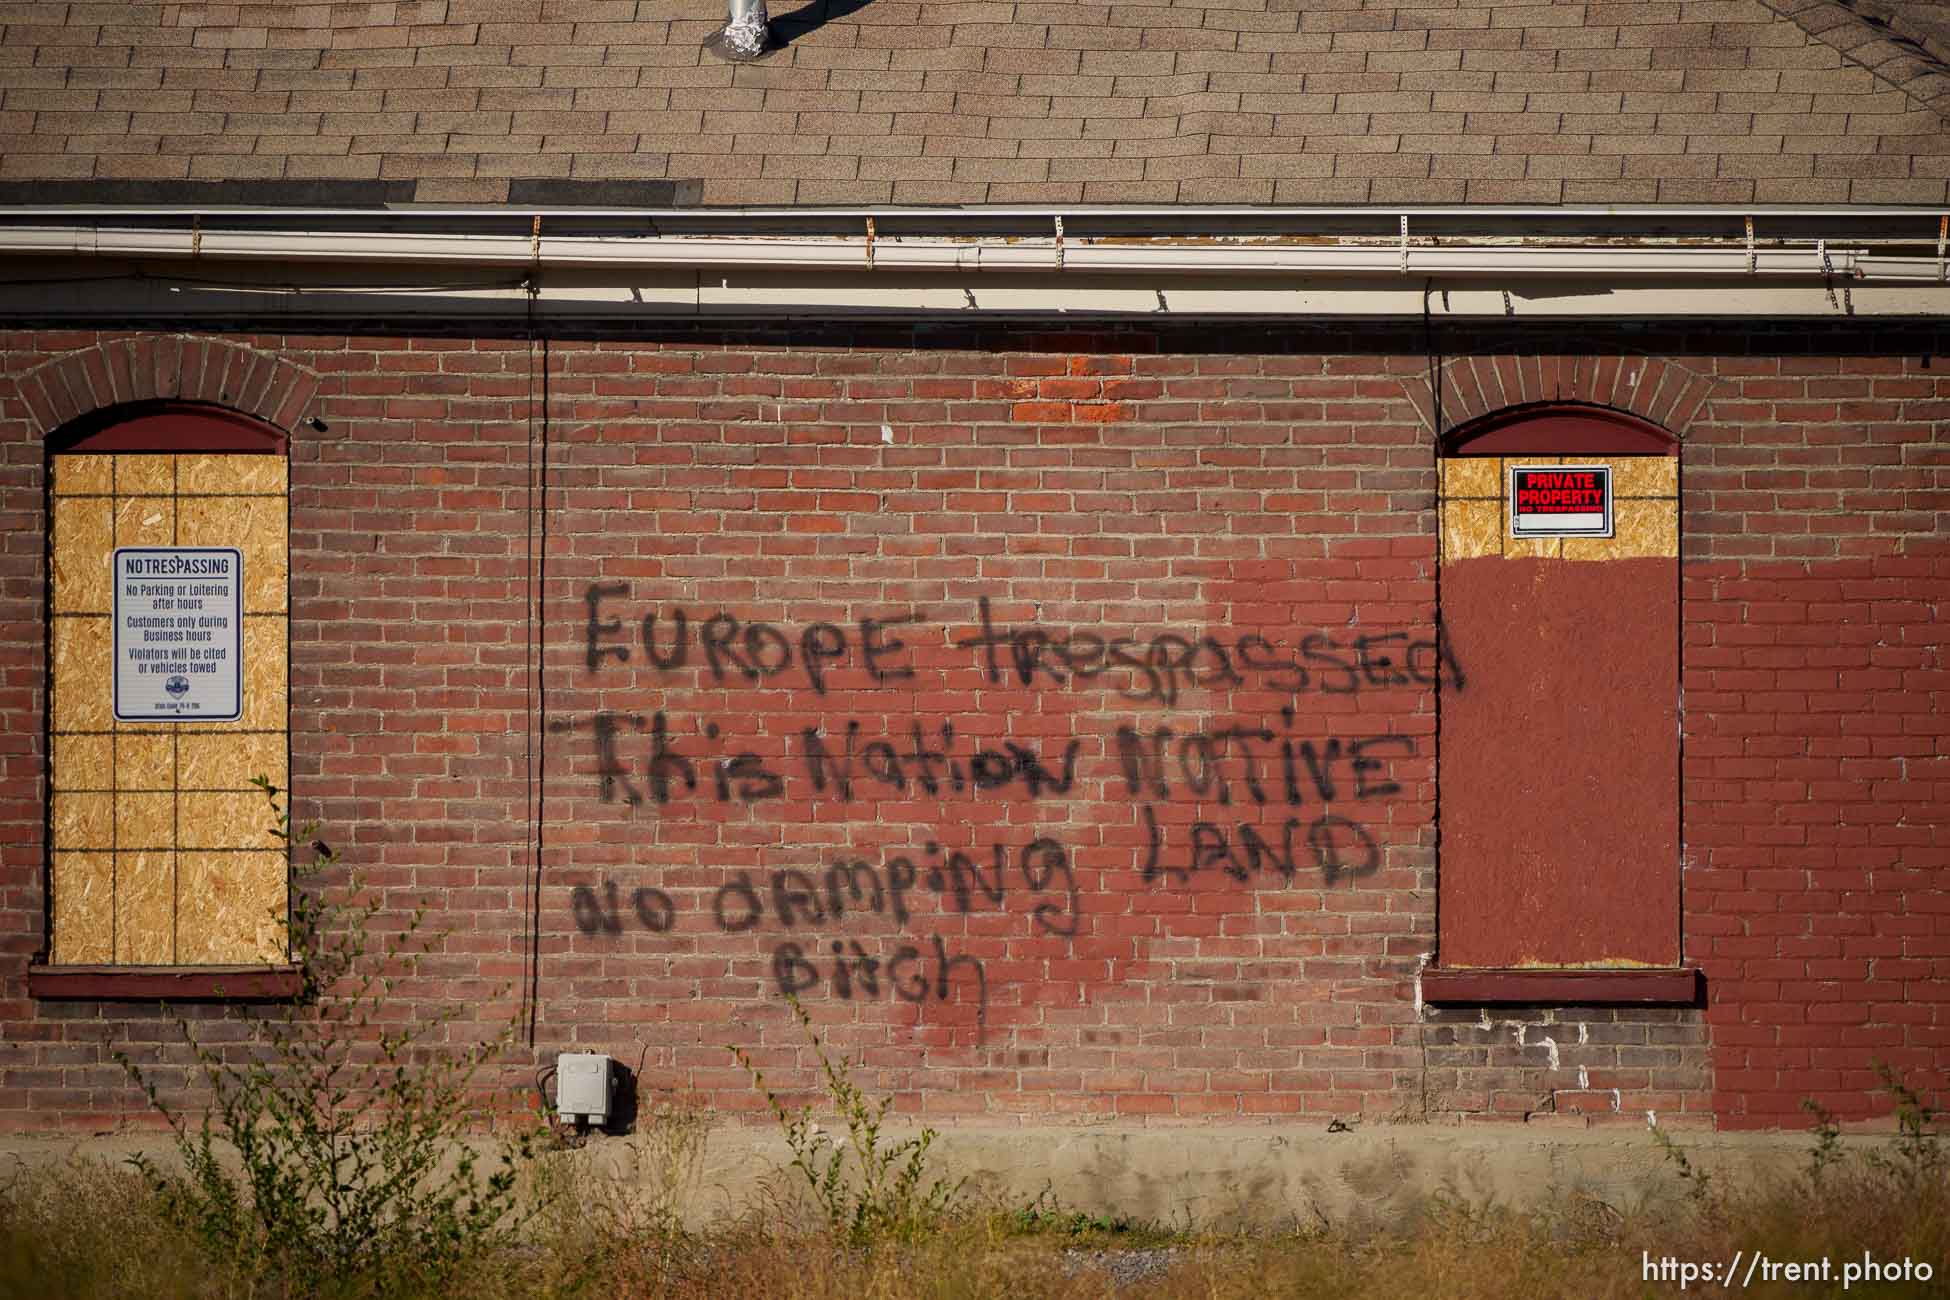 PRIVATE
PROPERTY
NO TRESPASSING
NO TRESPASSING
No Parking or Loitering
after hours
Customers only during
Business hours
Violators will be cited
or vehicles towed
EUROPE trespassed
This Nation NaTiVE
LAND
NO dAMPiNg
BitCh
https://trent.photo